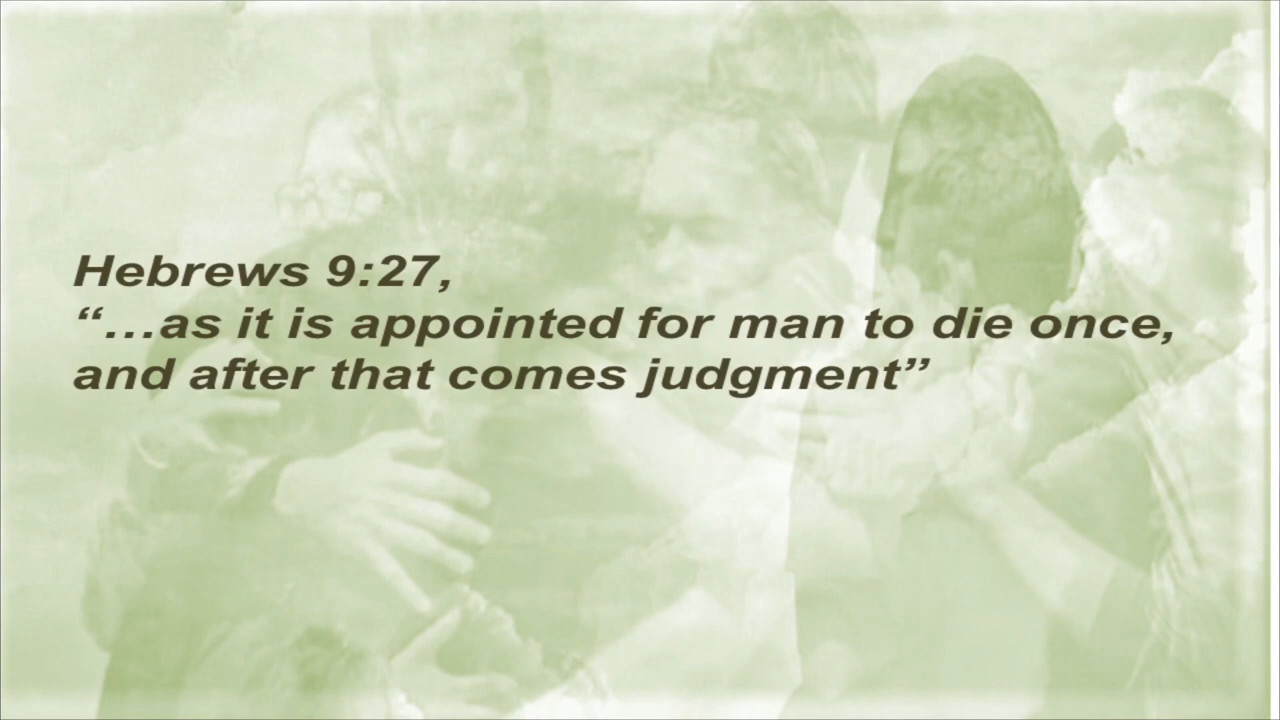 Hebrews 9:27,
“…as it is appointed for man to die once,
and after that comes judgment”